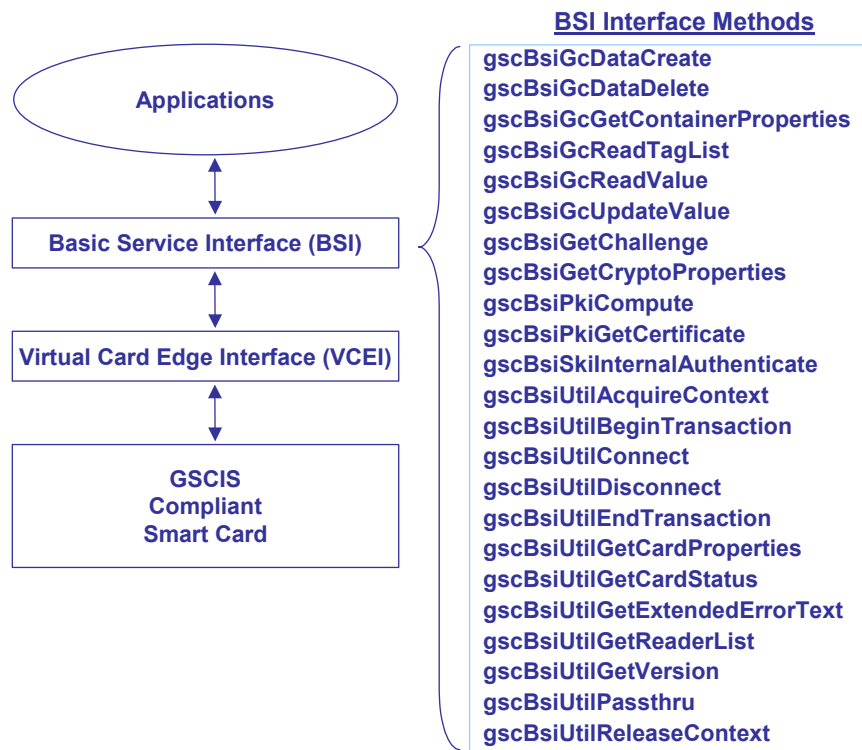 Applications
Basic Service Interface (BSI)
Virtual Card Edge Interface (VCEI)
GSCIS
Compliant
Smart Card
BSI Interface Methods
gscBsiGcDataCreate
gscBsiGcDataDelete
gscBsiGcGetContainerProperties
gscBsiGcReadTagList
gscBsiGcReadValue
gscBsiGcUpdateValue
gscBsiGetChallenge
gscBsiGetCryptoProperties
gscBsiPkiCompute
gscBsiPkiGetCertificate
gscBsiSkiInternalAuthenticate
gscBsiUtilAcquireContext
gscBsiUtilBeginTransaction
gscBsiUtilConnect
gscBsiUtilDisconnect
gscBsiUtilEndTransaction
gscBsiUtilGetCardProperties
gscBsiUtilGetCardStatus
gscBsiUtilGetExtendedErrorText
gscBsiUtilGetReaderList
gscBsiUtilGetVersion
gscBsiUtilPassthru
gscBsiUtilReleaseContext